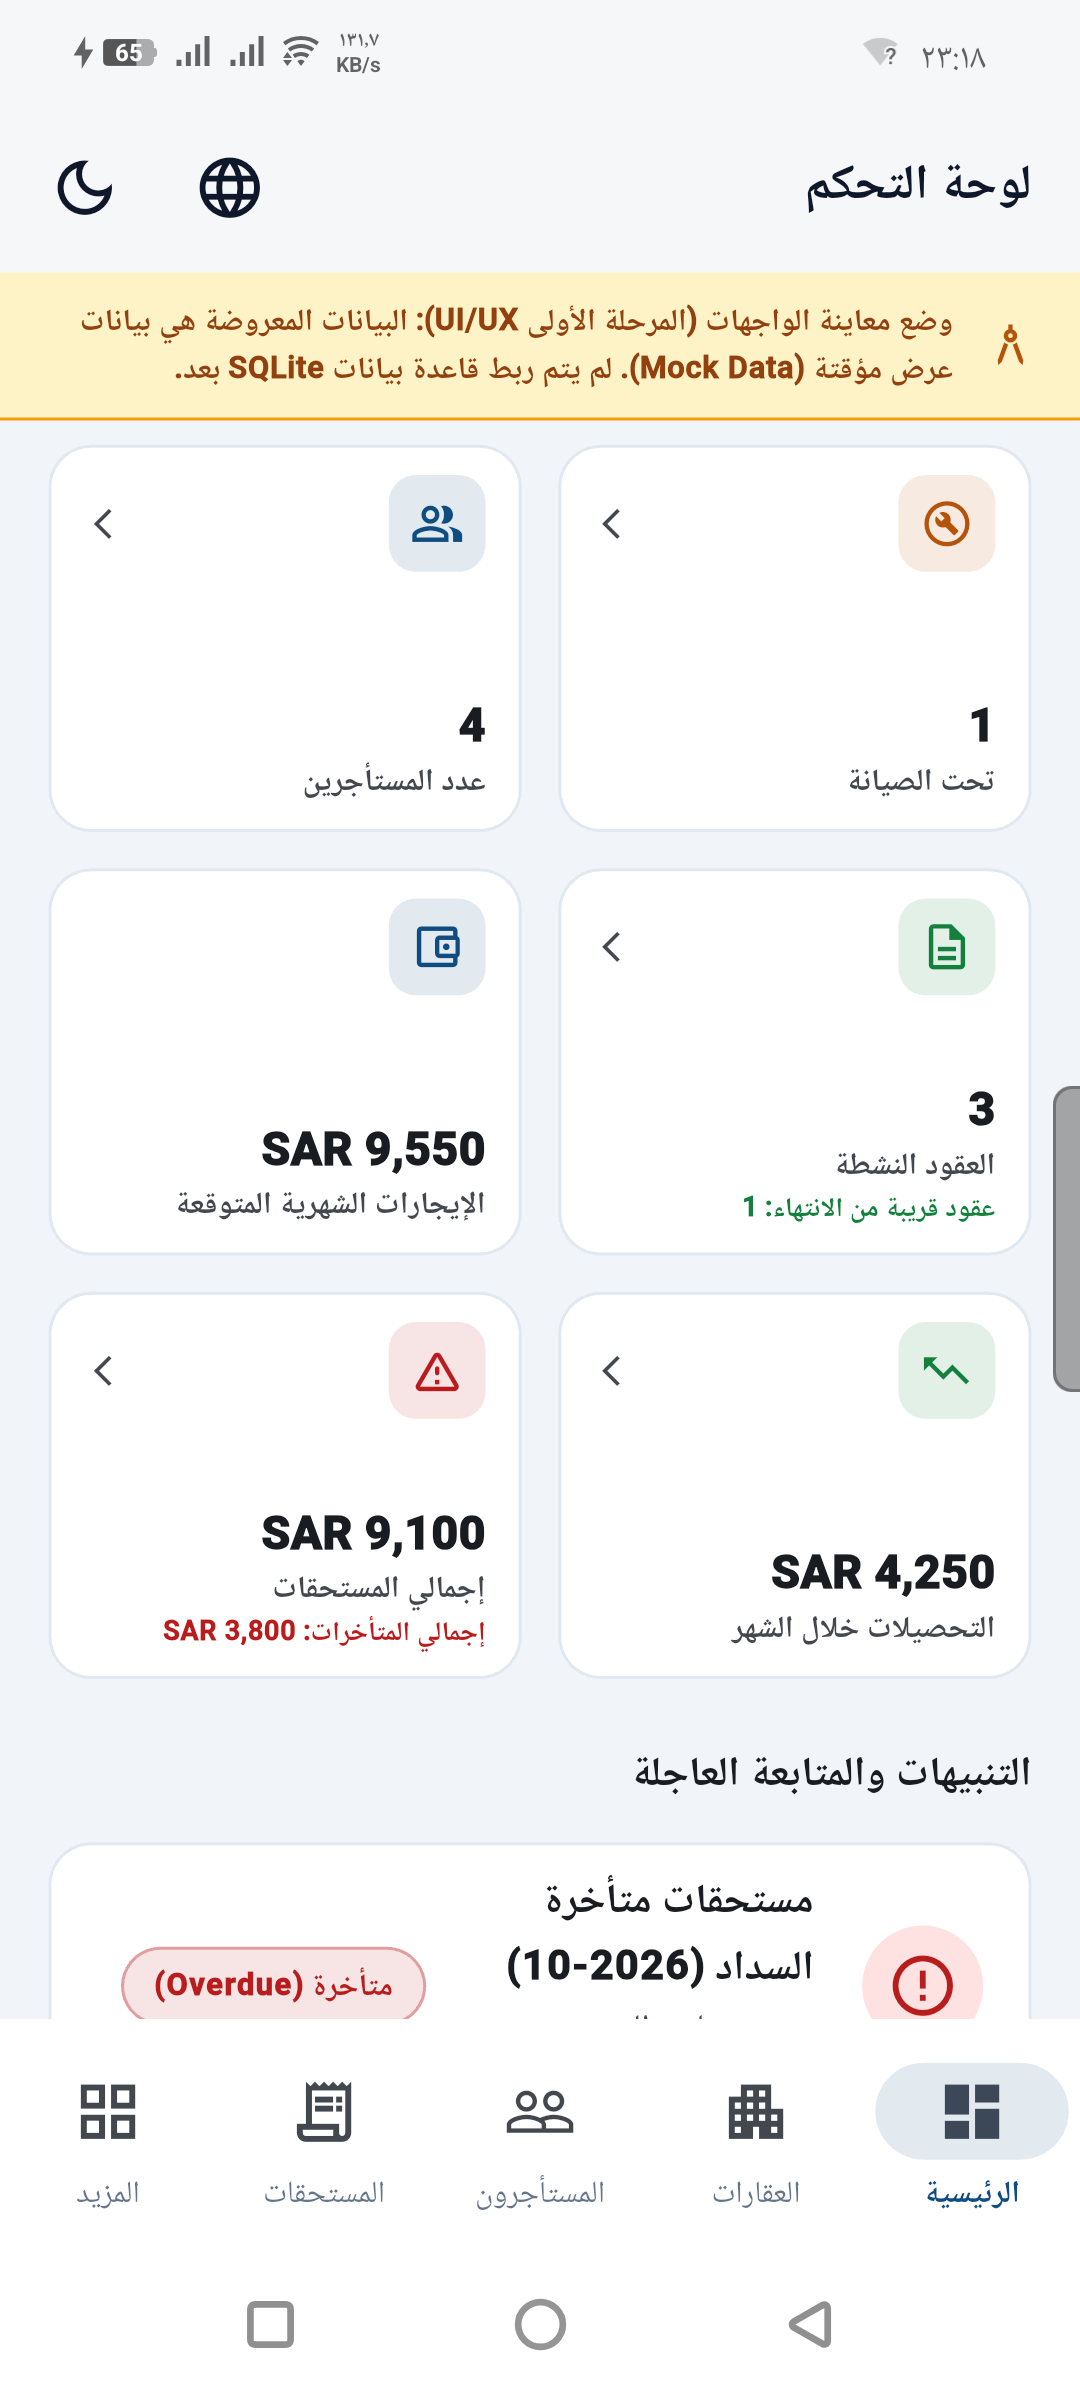 65
١٣١,٧
KB/s
٢٣:١٨
لوحة التحكم
وضع معاينة الواجهات (المرحلة الأولى UI/UX): البيانات المعروضة هي بيانات
عرض مؤقتة (Mock Data). لم يتم ربط قاعدة بيانات SQLite بعد.
1
تحت الصيانة
4
عدد المستأجرين
3
العقود النشطة
عقود قريبة من الانتهاء: 1
SAR 9,550
الإيجارات الشهرية المتوقعة
SAR 4,250
التحصيلات خلال الشهر
SAR 9,100
إجمالي المستحقات
إجمالي المتأخرات: SAR 3,800
التنبيهات والمتابعة العاجلة
مستحقات متأخرة
السداد (2026-10)
متأخرة (Overdue)
الرئيسية
العقارات
المستأجرون
المستحقات
المزيد